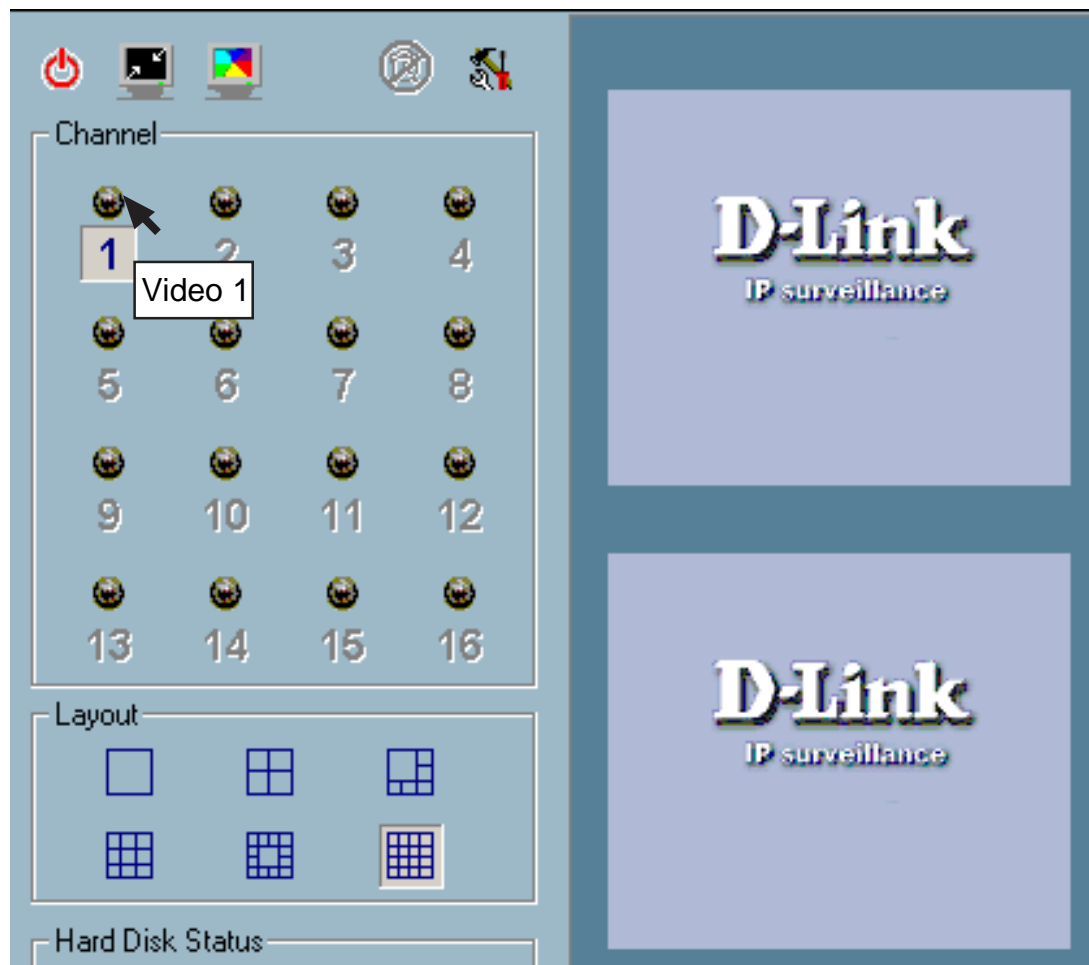 Channel
1 2 3 4
Video 1
5 6 7 8
9 10 11 12
13 14 15 16
Layout
Hard Disk Status
D-Link
IP surveillance
D-Link
IP surveillance